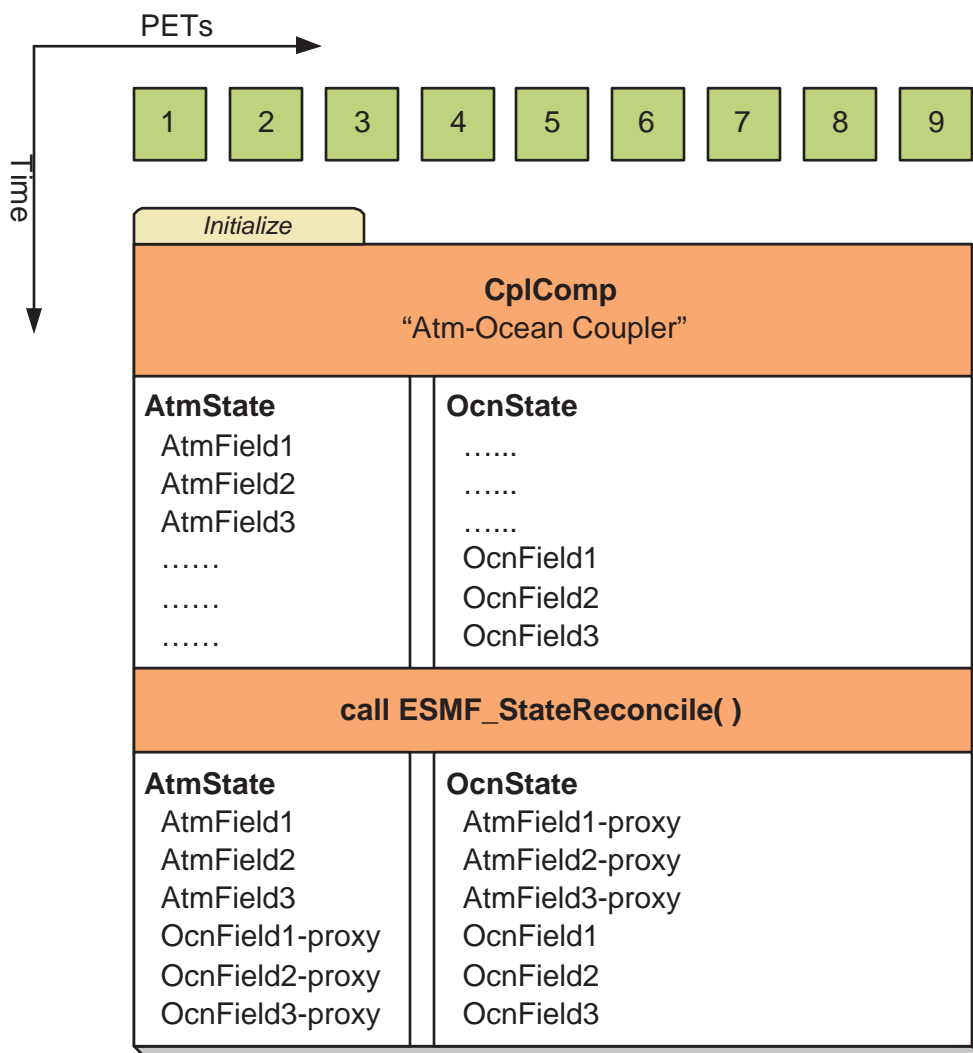 PETs
1 2 3 4 5 6 7 8 9
Time
Initialize
CplComp
“Atm-Ocean Coupler”
AtmState
AtmField1
AtmField2
AtmField3
……
……
……
OcnState
…...
…...
…...
OcnField1
OcnField2
OcnField3
call ESMF_StateReconcile( )
AtmState
AtmField1
AtmField2
AtmField3
OcnField1-proxy
OcnField2-proxy
OcnField3-proxy
OcnState
AtmField1-proxy
AtmField2-proxy
AtmField3-proxy
OcnField1
OcnField2
OcnField3